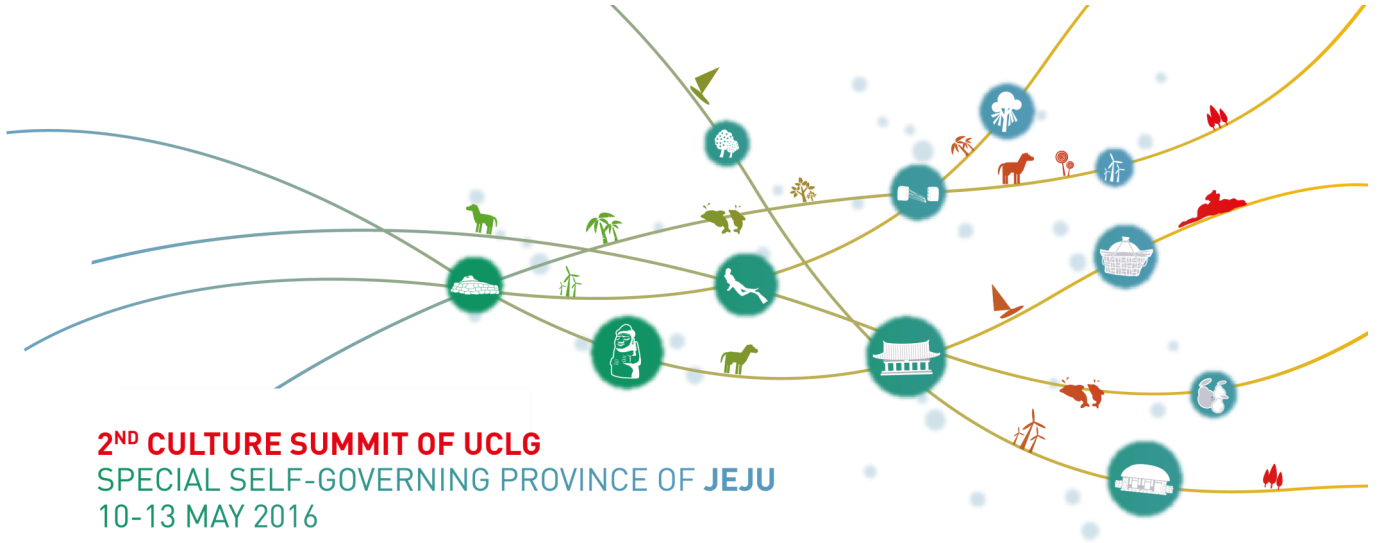 2ND CULTURE SUMMIT OF UCLG
SPECIAL SELF-GOVERNING PROVINCE OF JEJU
10-13 MAY 2016